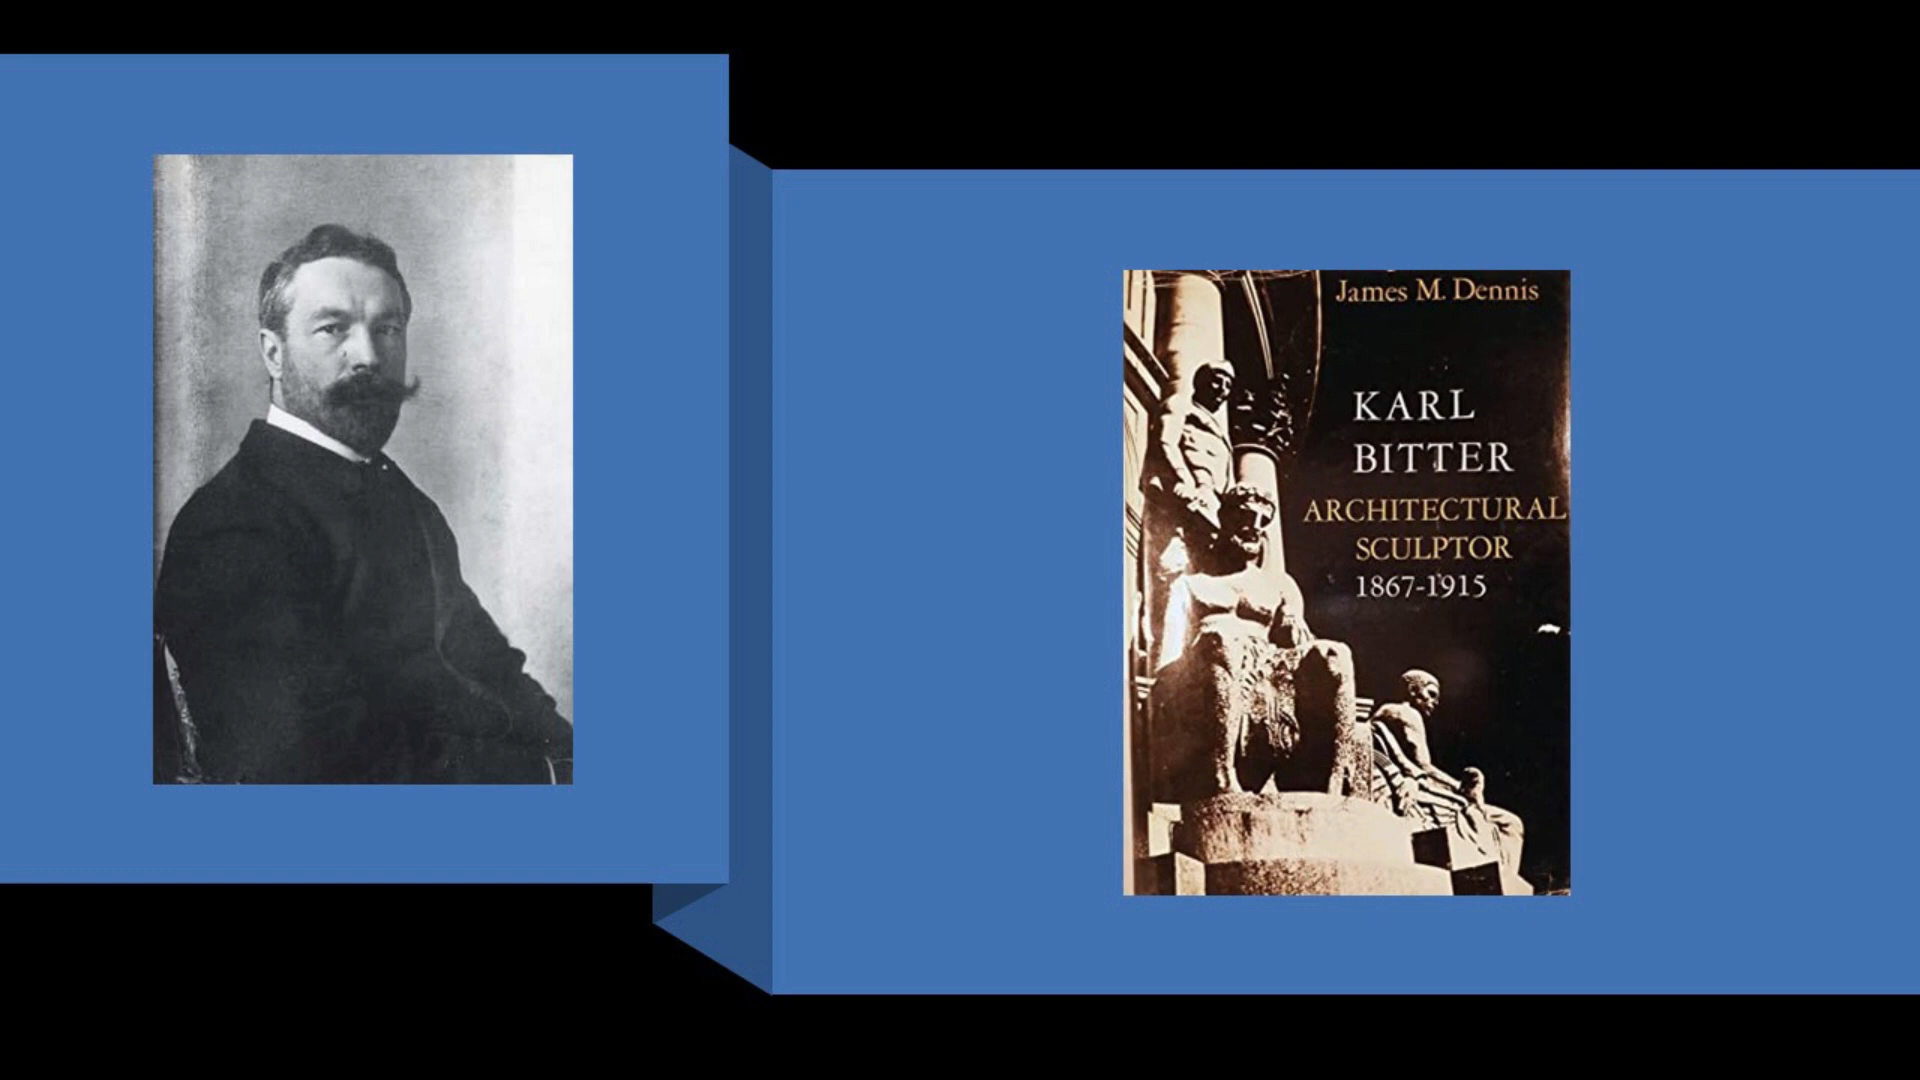 James M. Dennis
KARL
BITTER
ARCHITECTURAL
SCULPTOR
1867-1915